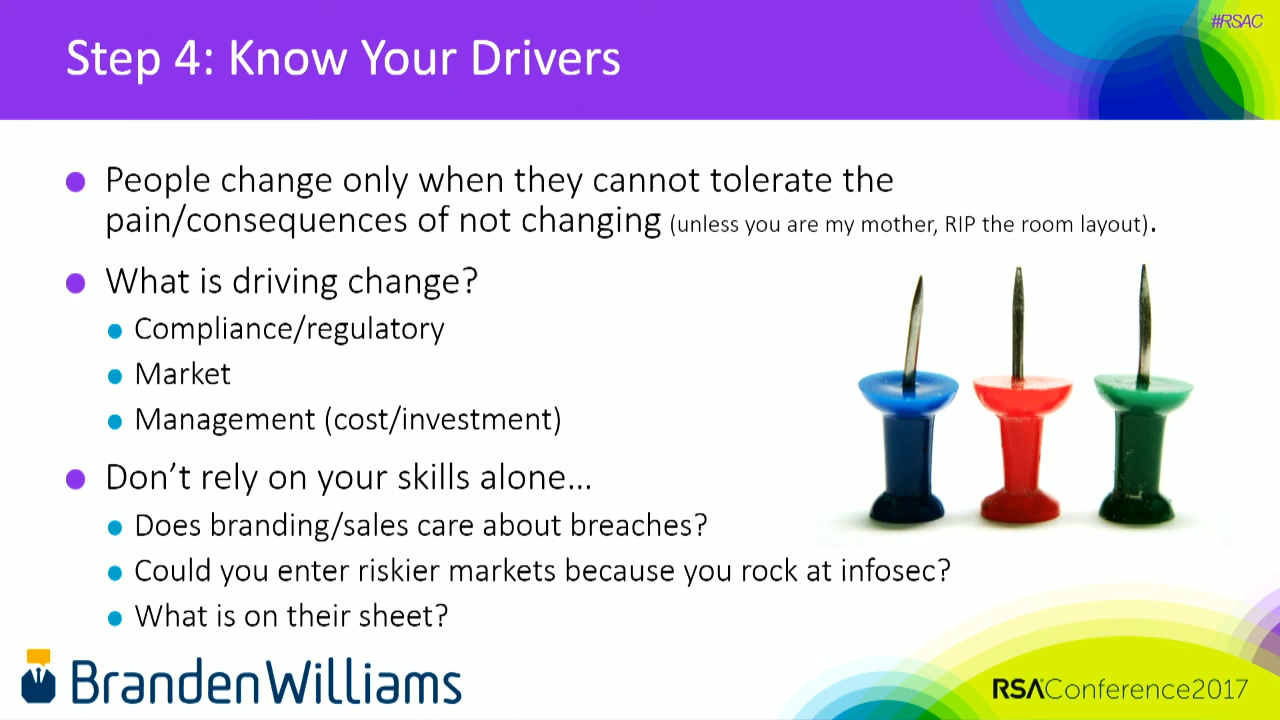 #RSAC
Step 4: Know Your Drivers
People change only when they cannot tolerate the
pain/consequences of not changing (unless you are my mother, RIP the room layout).
What is driving change?
Compliance/regulatory
Market
Management (cost/investment)
Don’t rely on your skills alone…
Does branding/sales care about breaches?
Could you enter riskier markets because you rock at infosec?
What is on their sheet?
BrandenWilliams
RSAConference2017